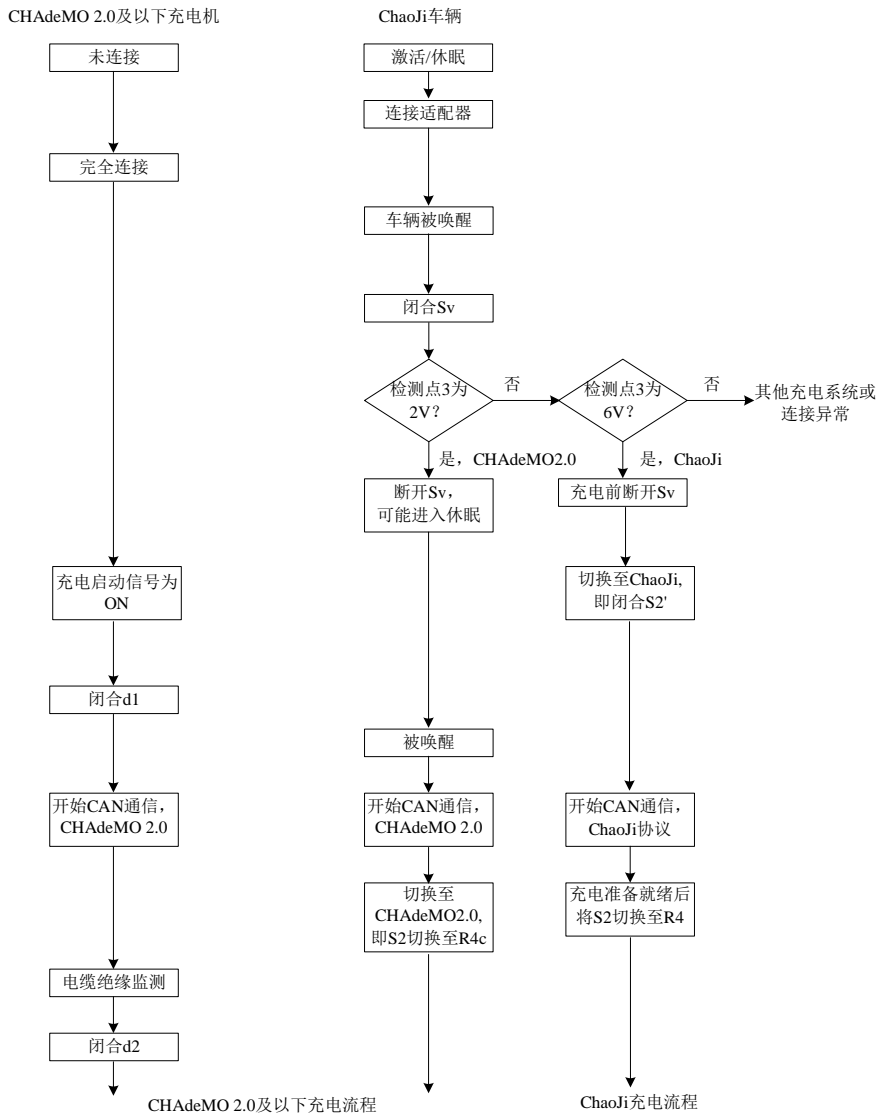 CHAdeMO 2.0及以下充电机
ChaoJi车辆
未连接
激活/休眠
连接适配器
完全连接
车辆被唤醒
闭合Sv
检测点3为
2V？
否
检测点3为
6V？
否
其他充电系统或
连接异常
是，CHAdeMO2.0
是，ChaoJi
断开Sv，
可能进入休眠
充电前断开Sv
充电启动信号为
ON
切换至ChaoJi,
即闭合S2'
闭合d1
被唤醒
开始CAN通信，
CHAdeMO 2.0
开始CAN通信，
CHAdeMO 2.0
开始CAN通信，
ChaoJi协议
切换至
CHAdeMO2.0,
即S2切换至R4c
充电准备就绪后
将S2切换至R4
电缆绝缘监测
闭合d2
CHAdeMO 2.0及以下充电流程
ChaoJi充电流程